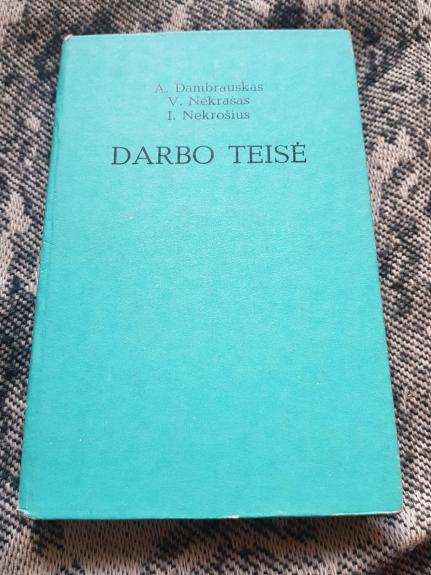 A. Dambrauskas
V. Nėkrašas
I. Nekrošius
DARBO TEISĖ